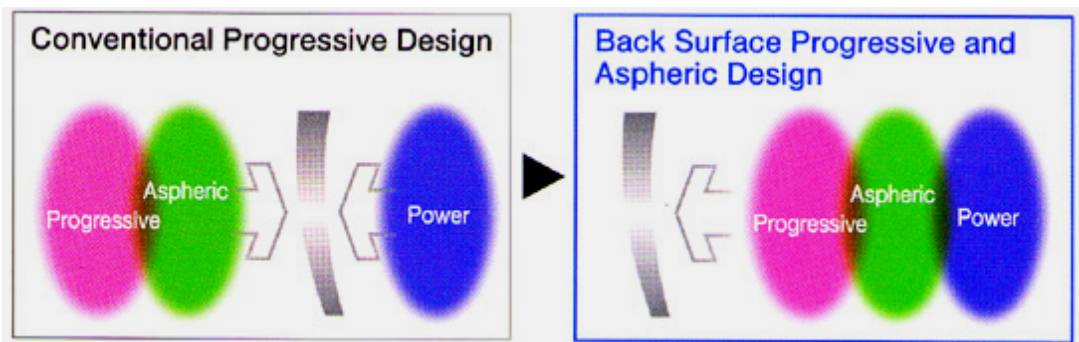 Conventional Progressive Design
Progressive
Aspheric
Power
Back Surface Progressive and
Aspheric Design
Progressive
Aspheric
Power